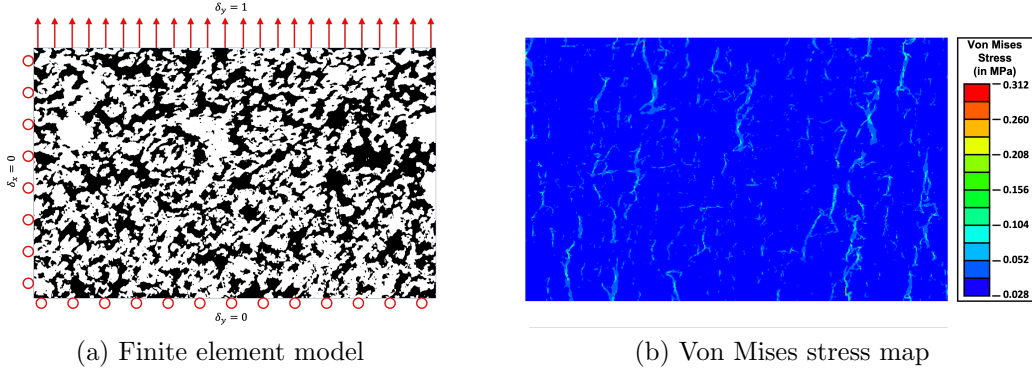 δ_y = 1
δ_x = 0
δ_y = 0
(a) Finite element model
Von Mises
Stress
(in MPa)
0.312
0.260
0.208
0.156
0.104
0.052
0.028
(b) Von Mises stress map